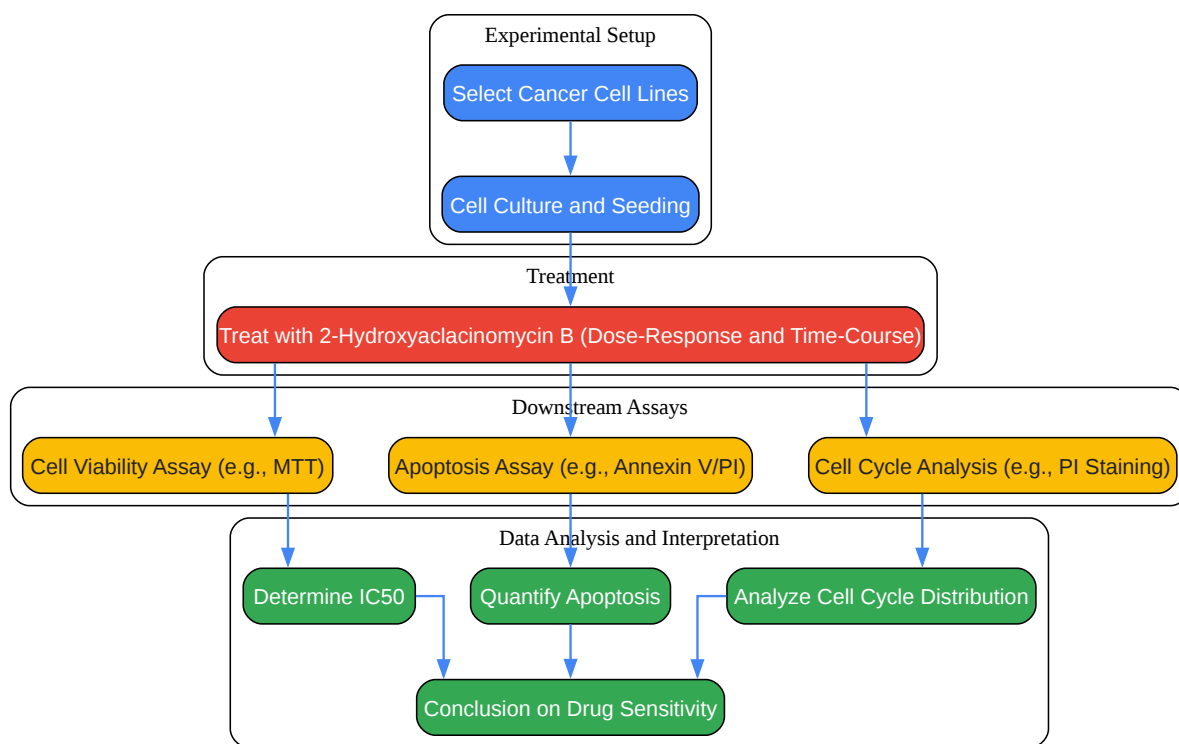 Experimental Setup
Select Cancer Cell Lines
Cell Culture and Seeding
Treatment
Treat with 2-Hydroxyaclacinomycin B (Dose-Response and Time-Course)
Downstream Assays
Cell Viability Assay (e.g., MTT)
Apoptosis Assay (e.g., Annexin V/PI)
Cell Cycle Analysis (e.g., PI Staining)
Data Analysis and Interpretation
Determine IC50
Quantify Apoptosis
Analyze Cell Cycle Distribution
Conclusion on Drug Sensitivity